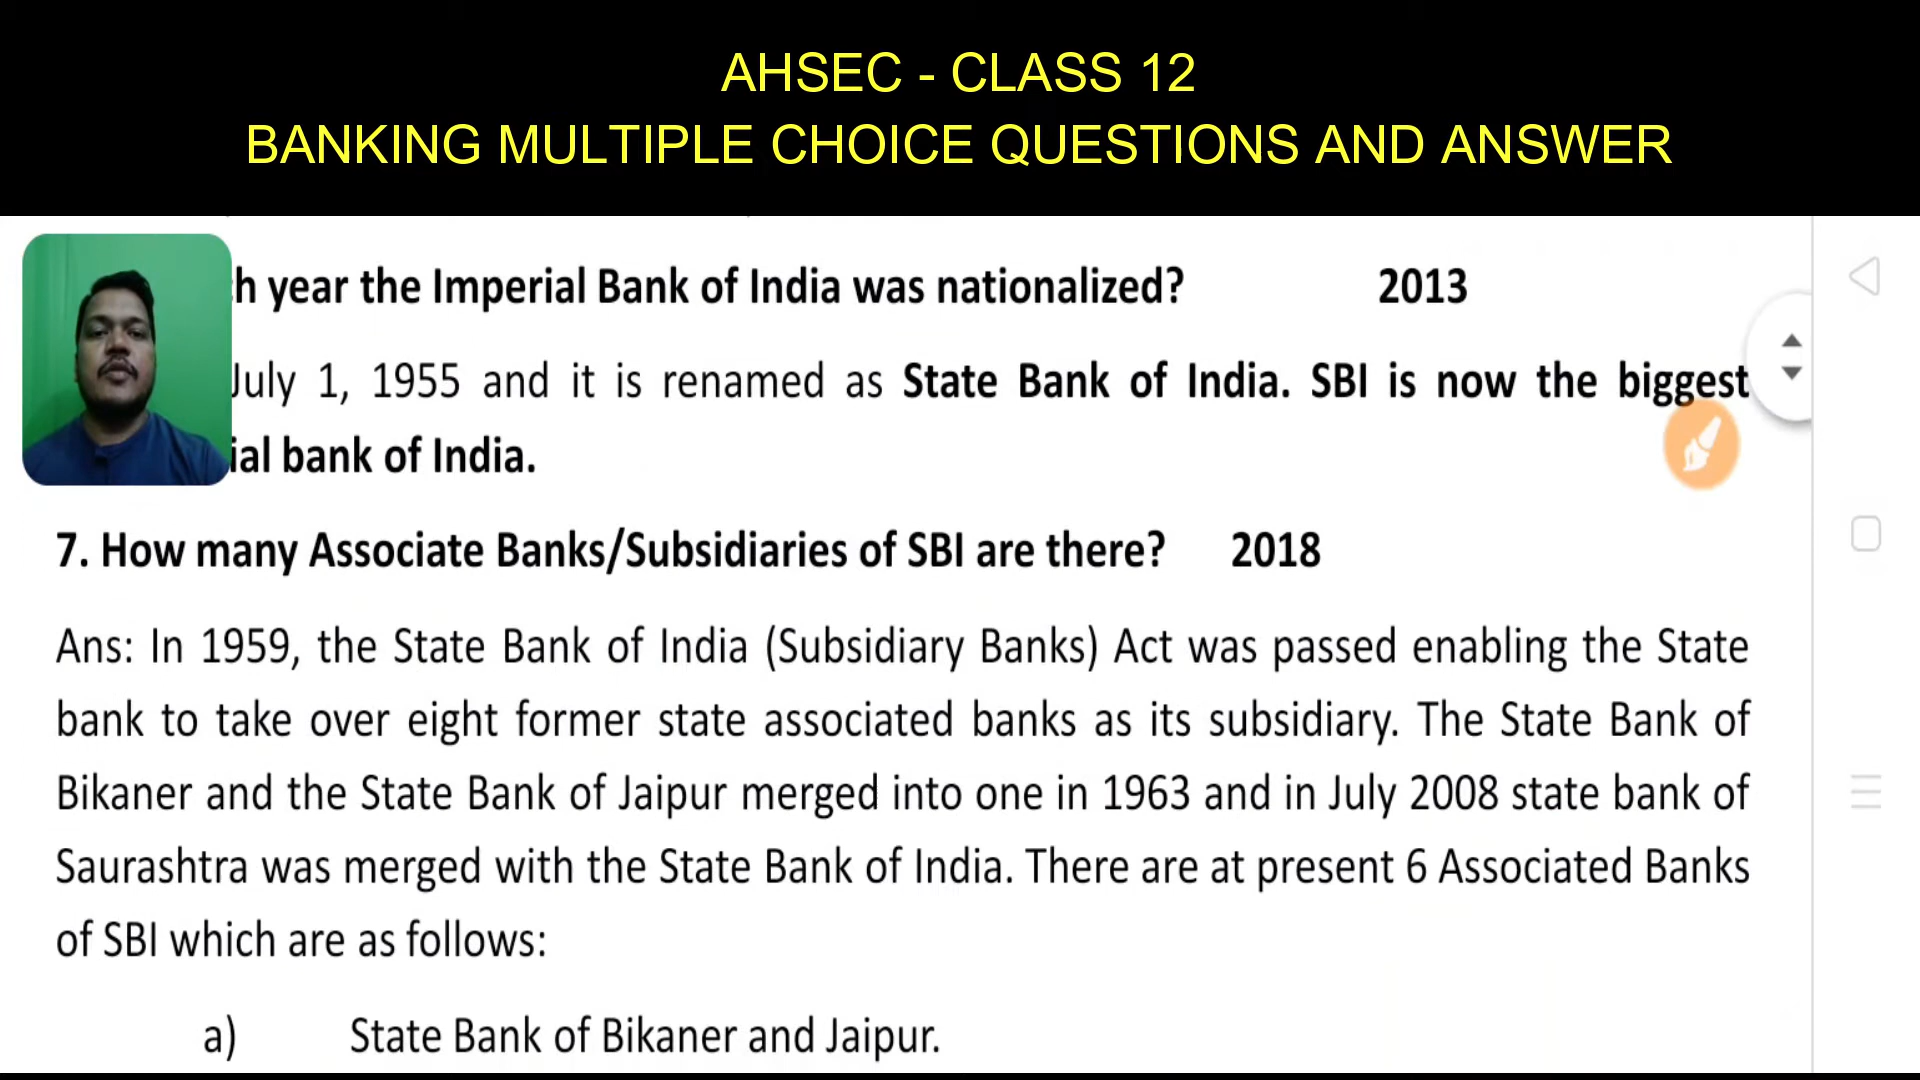 AHSEC - CLASS 12
BANKING MULTIPLE CHOICE QUESTIONS AND ANSWER
year the Imperial Bank of India was nationalized? 2013
July 1, 1955 and it is renamed as State Bank of India. SBI is now the biggest
bank of India.
7. How many Associate Banks/Subsidiaries of SBI are there? 2018
Ans: In 1959, the State Bank of India (Subsidiary Banks) Act was passed enabling the State
bank to take over eight former state associated banks as its subsidiary. The State Bank of
Bikaner and the State Bank of Jaipur merged into one in 1963 and in July 2008 state bank of
Saurashtra was merged with the State Bank of India. There are at present 6 Associated Banks
of SBI which are as follows:
a) State Bank of Bikaner and Jaipur.